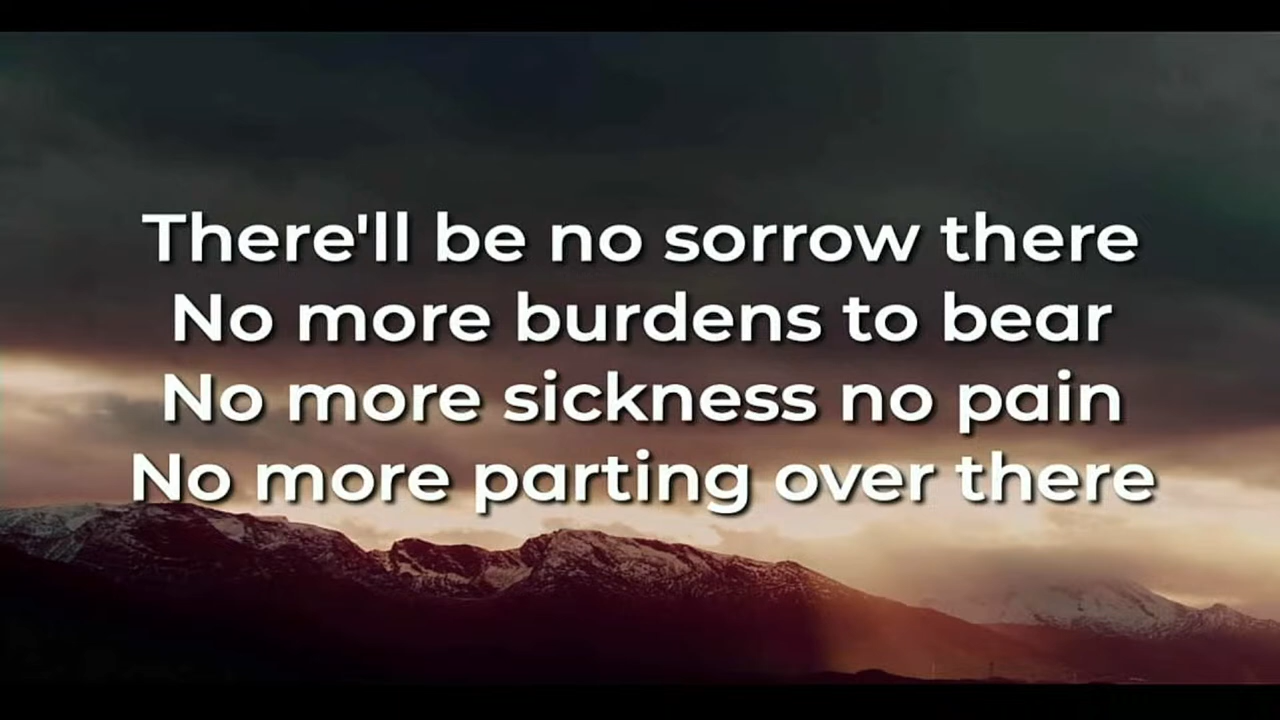 There'll be no sorrow there
No more burdens to bear
No more sickness no pain
No more parting over there